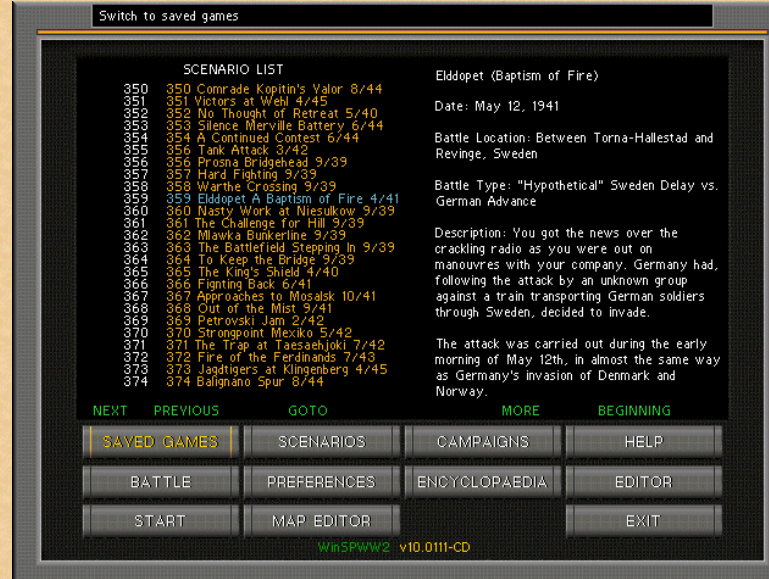 Switch to saved games
SCENARIO LIST
350 350 Comrade Kopitin's Valor 8/44
351 351 Victors at Wehl 4/45
352 352 No Thought of Retreat 5/40
353 353 Silence Merville Battery 6/44
354 354 A Continued Contest 6/44
355 356 Tank Attack 3/42
356 356 Prosna Bridgehead 9/39
357 357 Hard Fighting 9/39
358 358 Warthe Crossing 9/39
359 359 Elddopet A Baptism of Fire 4/41
360 360 Nasty Work at Niesulkow 9/39
361 361 The Challenge for Hill 9/39
362 362 Mlawka Bunkerline 9/39
363 363 The Battlefield Stepping In 9/39
364 364 To Keep the Bridge 9/39
365 365 The King's Shield 4/40
366 366 Fignting Back 6/41
367 367 Approaches to Mosalsk 10/41
368 368 Out of the Mist 9/41
369 369 Petrovski Jam 2/42
370 370 Strongpoint Mexiko 5/42
371 371 The Trap at Taesaehjoki 7/42
372 372 Fire of the Ferdinands 7/43
373 373 Jagdtigers at Klingenberg 4/45
374 374 Balignano Spur 8/44
Elddopet (Baptism of Fire)
Date: May 12, 1941
Battle Location: Between Torna-Hallestad and
Revinge, Sweden
Battle Type: "Hypothetical" Sweden Delay vs.
German Advance
Description: You got the news over the
crackling radio as you were out on
manouvres with your company. Germany had,
following the attack by an unknown group
against a train transporting German soldiers
through Sweden, decided to invade.
The attack was carried out during the early
morning of May 12th, in almost the same way
as Germany's invasion of Denmark and
Norway.
NEXT PREVIOUS GOTO MORE BEGINNING
SAVED GAMES SCENARIOS CAMPAIGNS HELP
BATTLE PREFERENCES ENCYCLOPAEDIA EDITOR
START MAP EDITOR EXIT
WinSPWW2 v10.0111-CD